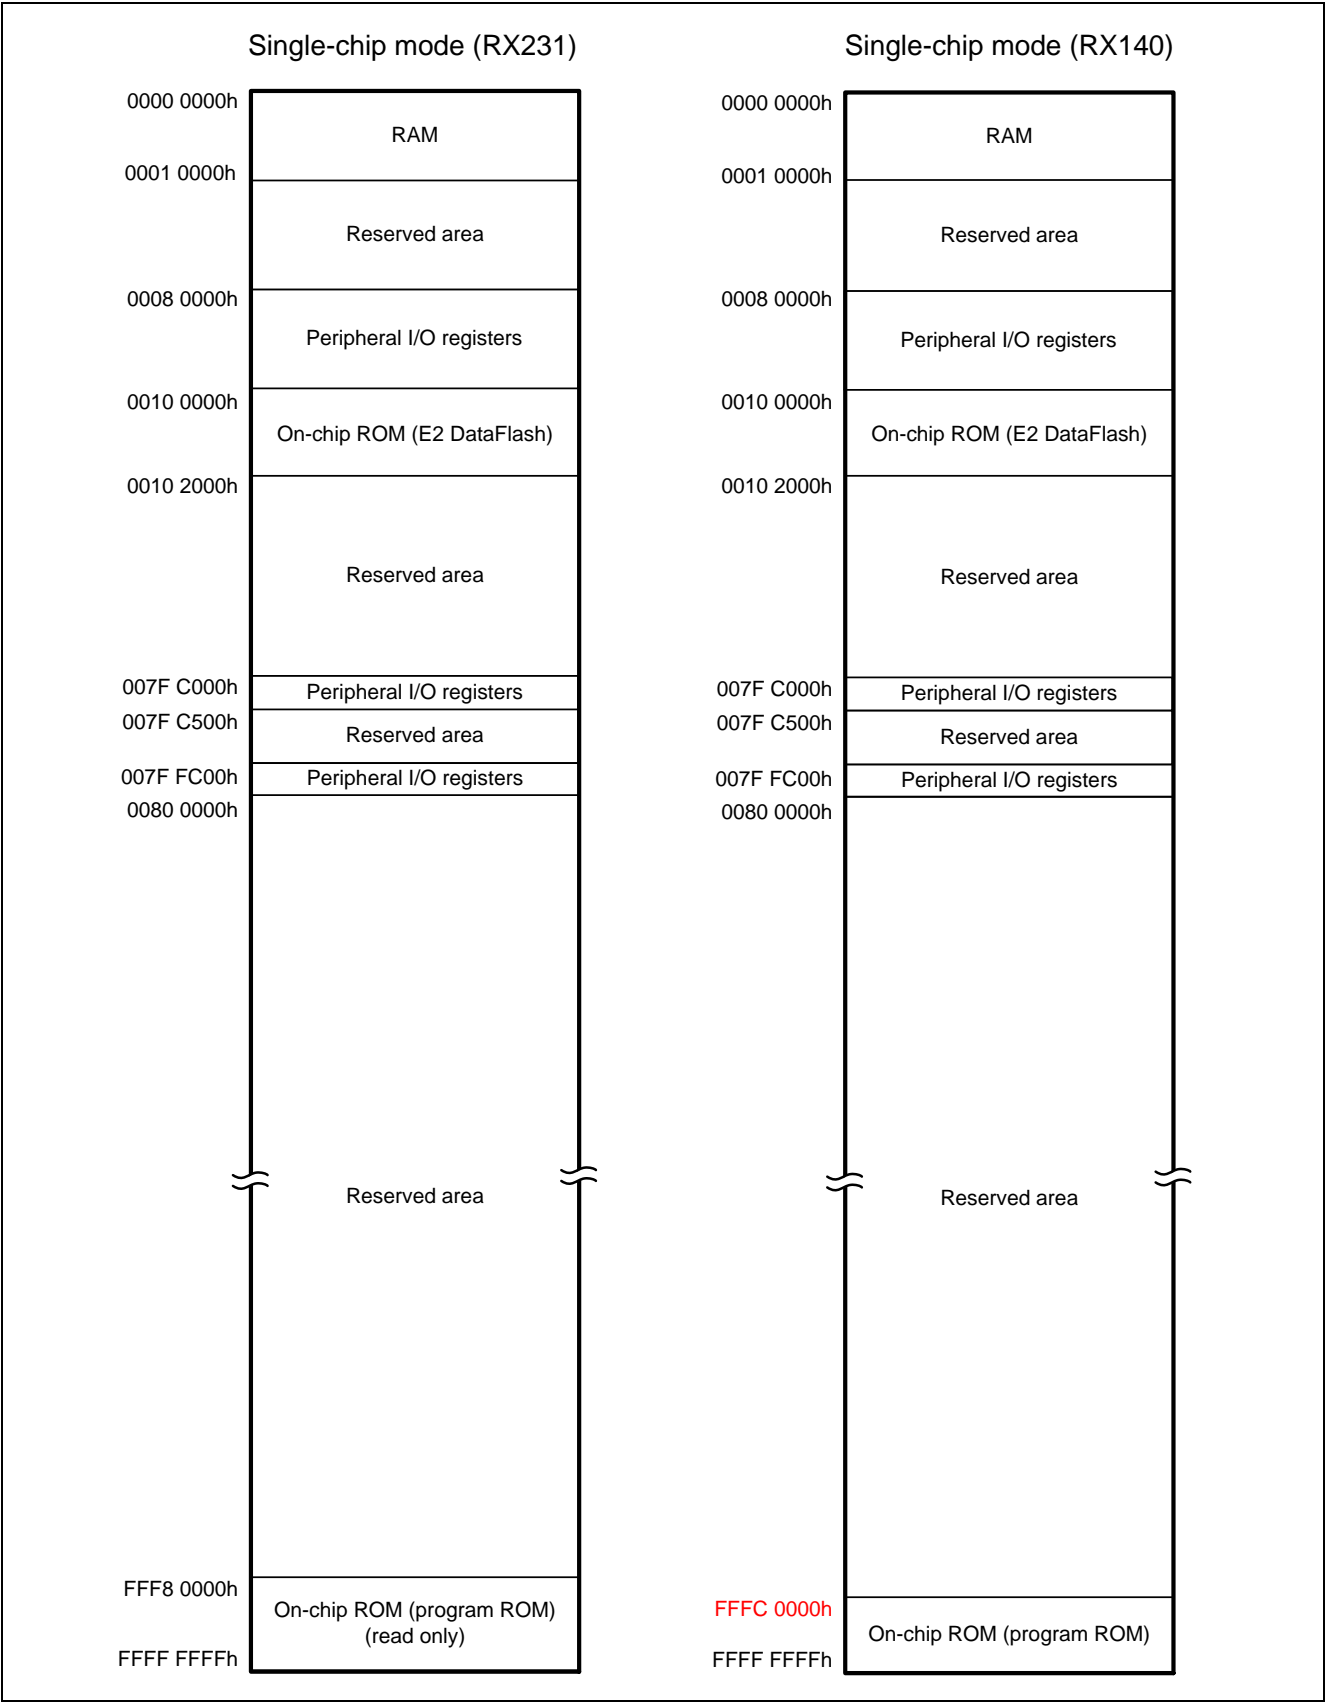 Single-chip mode (RX231)
0000 0000h
RAM
0001 0000h
Reserved area
0008 0000h
Peripheral I/O registers
0010 0000h
On-chip ROM (E2 DataFlash)
0010 2000h
Reserved area
007F C000h
Peripheral I/O registers
007F C500h
Reserved area
007F FC00h
Peripheral I/O registers
0080 0000h
Reserved area
FFF8 0000h
On-chip ROM (program ROM)
(read only)
FFFF FFFFh
Single-chip mode (RX140)
0000 0000h
RAM
0001 0000h
Reserved area
0008 0000h
Peripheral I/O registers
0010 0000h
On-chip ROM (E2 DataFlash)
0010 2000h
Reserved area
007F C000h
Peripheral I/O registers
007F C500h
Reserved area
007F FC00h
Peripheral I/O registers
0080 0000h
Reserved area
FFFC 0000h
On-chip ROM (program ROM)
FFFF FFFFh